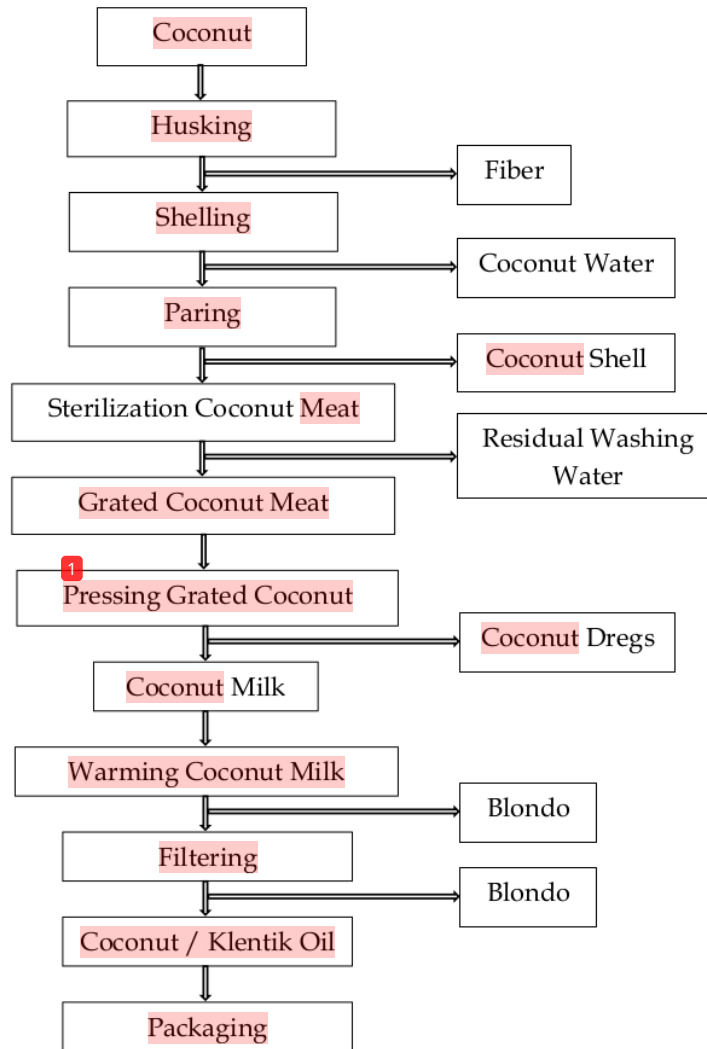 Coconut
Husking
Fiber
Shelling
Coconut Water
Paring
Coconut Shell
Sterilization Coconut Meat
Residual Washing
Water
Grated Coconut Meat
1
Pressing Grated Coconut
Coconut Dregs
Coconut Milk
Warming Coconut Milk
Blondo
Filtering
Blondo
Coconut / Klentik Oil
Packaging